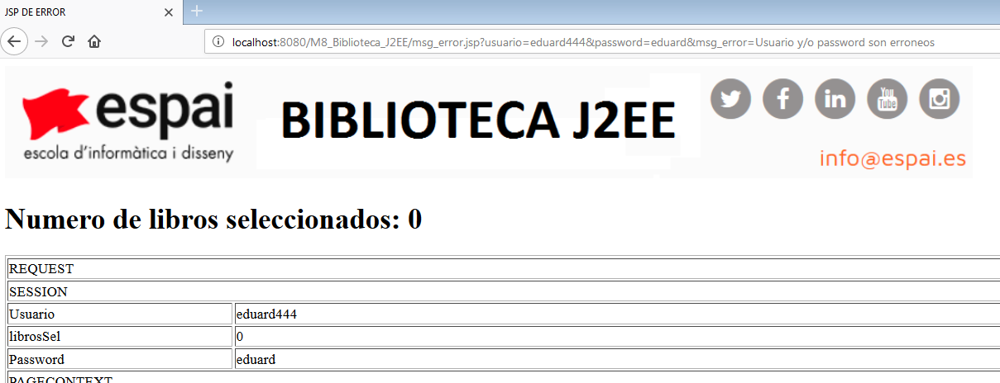 JSP DE ERROR
localhost:8080/M8_Biblioteca_J2EE/msg_error.jsp?usuario=eduard444&password=eduard&msg_error=Usuario y/o password son erroneos
espai
escola d'informàtica i disseny
BIBLIOTECA J2EE
You
Tube
info@espai.es
Numero de libros seleccionados: 0
REQUEST
SESSION
Usuario eduard444
librosSel 0
Password eduard
PAGECONTEXT